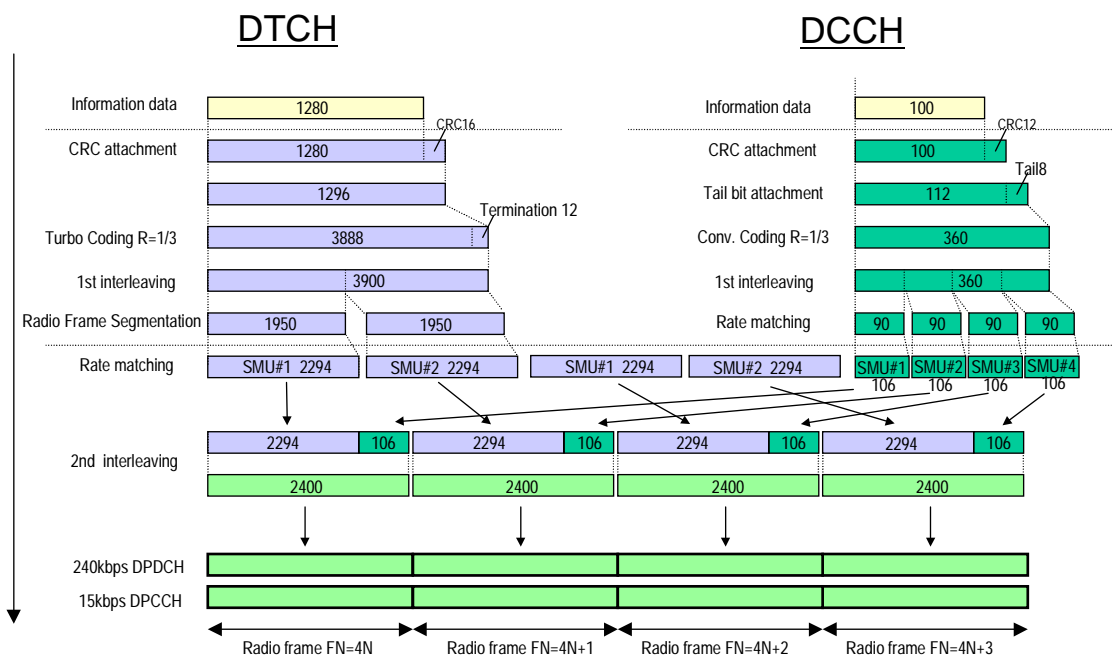 DTCH DCCH
Information data 1280 Information data 100
CRC16 CRC12
CRC attachment 1280 CRC attachment 100
Tail8
1296 Tail bit attachment 112
Termination 12
Turbo Coding R=1/3 3888 Conv. Coding R=1/3 360
1st interleaving 3900 1st interleaving 360
Radio Frame Segmentation 1950 1950 Rate matching 90 90 90 90
Rate matching SMU#1 2294 SMU#2 2294 SMU#1 2294 SMU#2 2294 SMU#1 SMU#2 SMU#3 SMU#4
106 106 106 106
2294 106 2294 106 2294 106 2294 106
2nd interleaving
2400 2400 2400 2400
240kbps DPDCH
15kbps DPCCH
Radio frame FN=4N Radio frame FN=4N+1 Radio frame FN=4N+2 Radio frame FN=4N+3